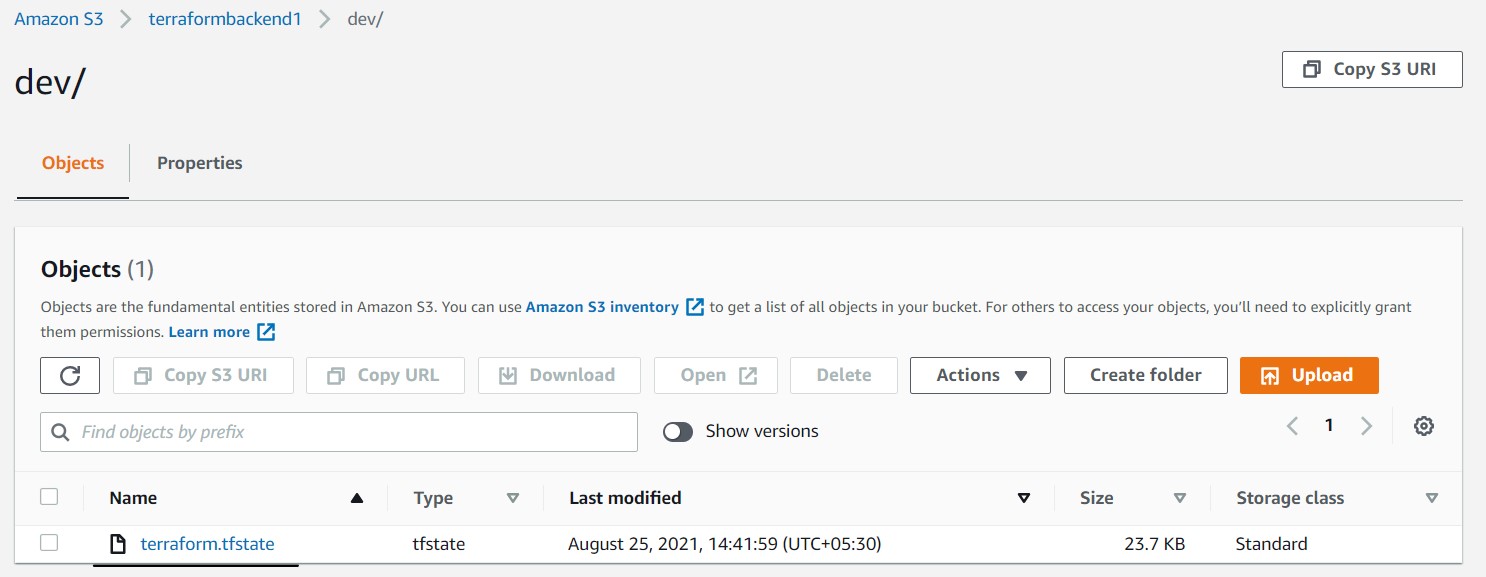 Amazon S3 > terraformbackend1 > dev/
dev/
Copy S3 URI
Objects Properties
Objects (1)
Objects are the fundamental entities stored in Amazon S3. You can use Amazon S3 inventory to get a list of all objects in your bucket. For others to access your objects, you’ll need to explicitly grant
them permissions. Learn more
Copy S3 URI Copy URL Download Open Delete Actions Create folder Upload
Find objects by prefix Show versions < 1 >
Name Type Last modified Size Storage class
terraform.tfstate tfstate August 25, 2021, 14:41:59 (UTC+05:30) 23.7 KB Standard